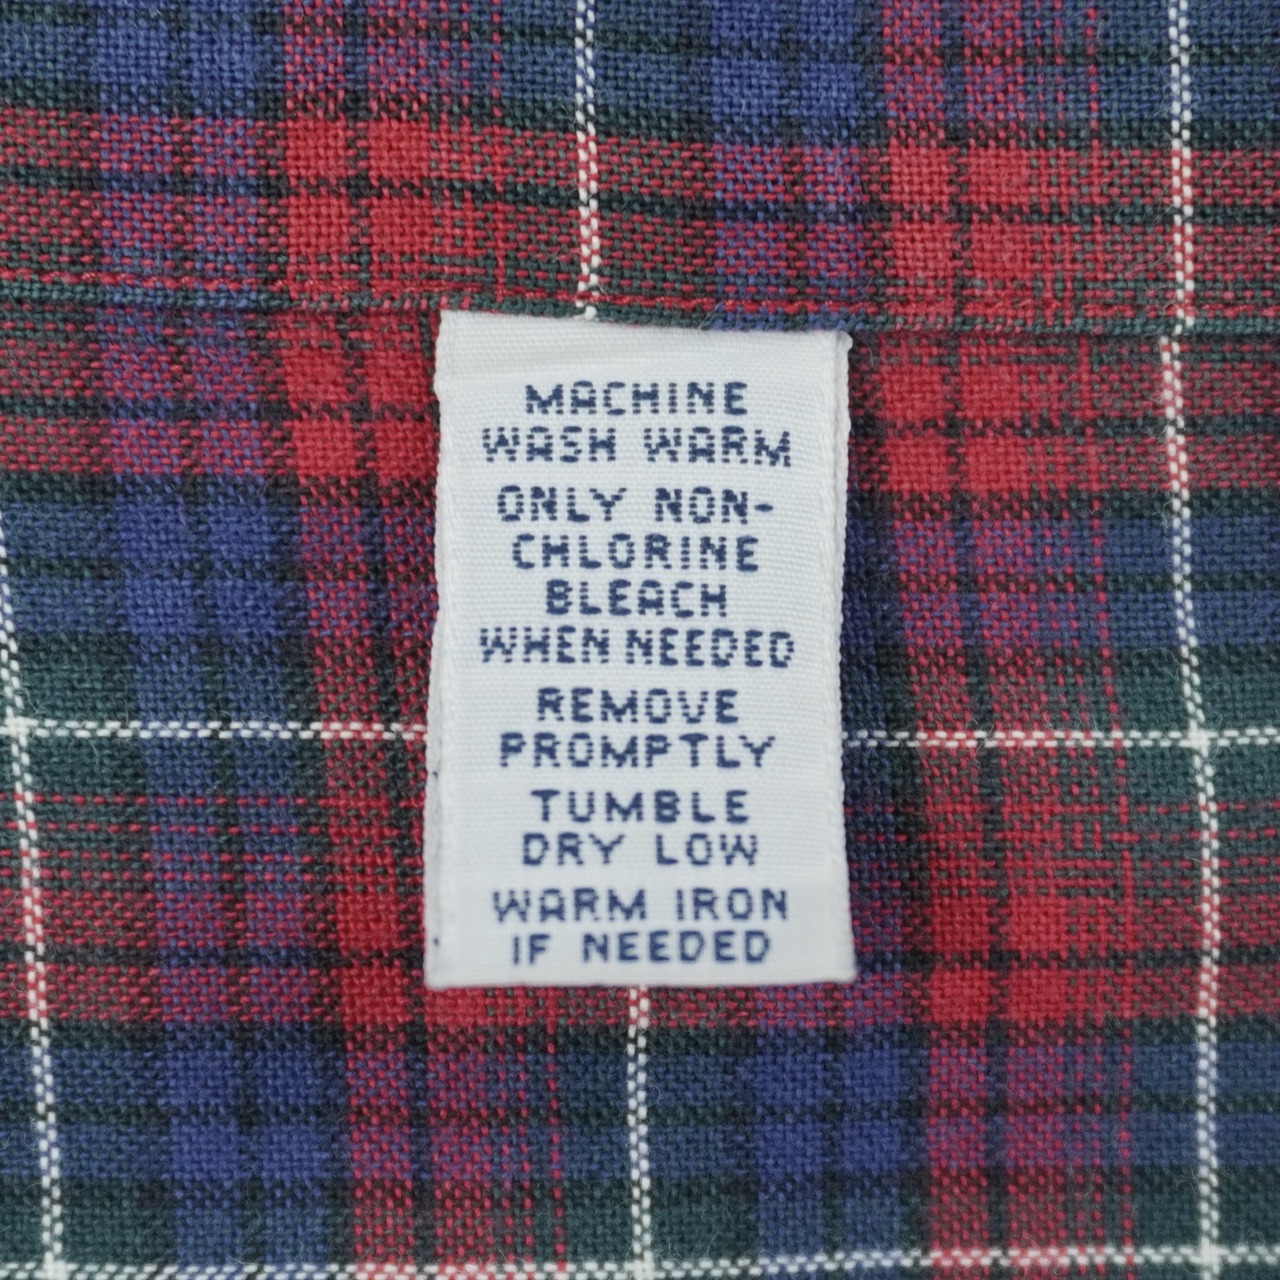 MACHINE
WASH WARM
ONLY NON-
CHLORINE
BLEACH
WHEN NEEDED
REMOVE
PROMPTLY
TUMBLE
DRY LOW
WARM IRON
IF NEEDED